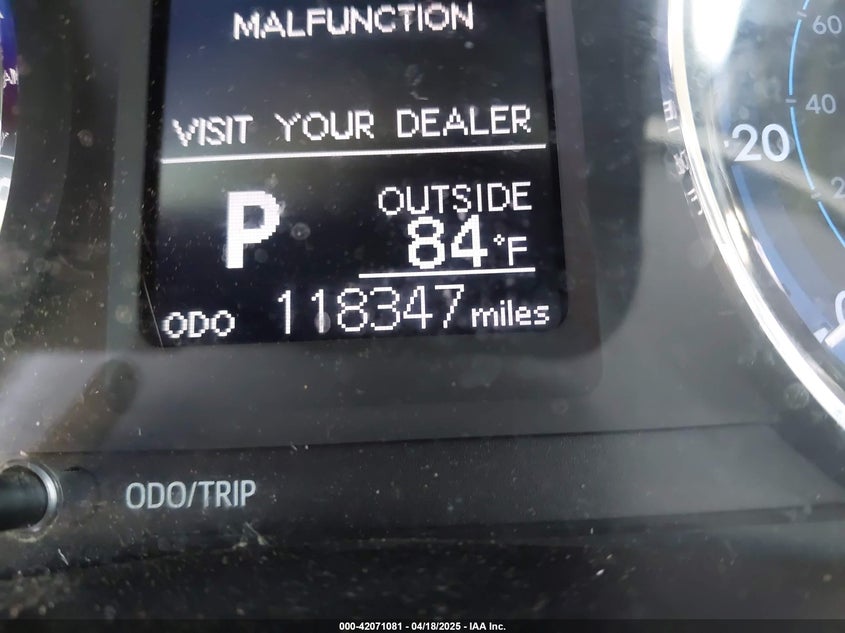 MALFUNCTION
VISIT YOUR DEALER
P
OUTSIDE
84°F
ODO 118347 miles
60
40
20
ODO/TRIP
000-42071081 - 04/18/2025 - IAA Inc.